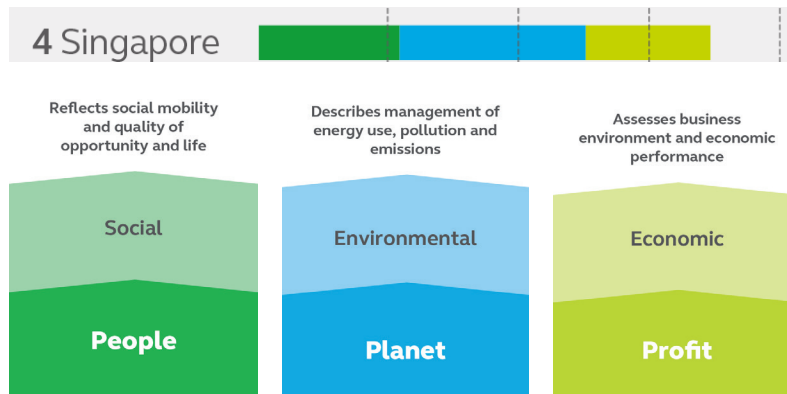 4 Singapore
Reflects social mobility
and quality of
opportunity and life
Describes management of
energy use, pollution and
emissions
Assesses business
environment and economic
performance
Social
Environmental
Economic
People
Planet
Profit